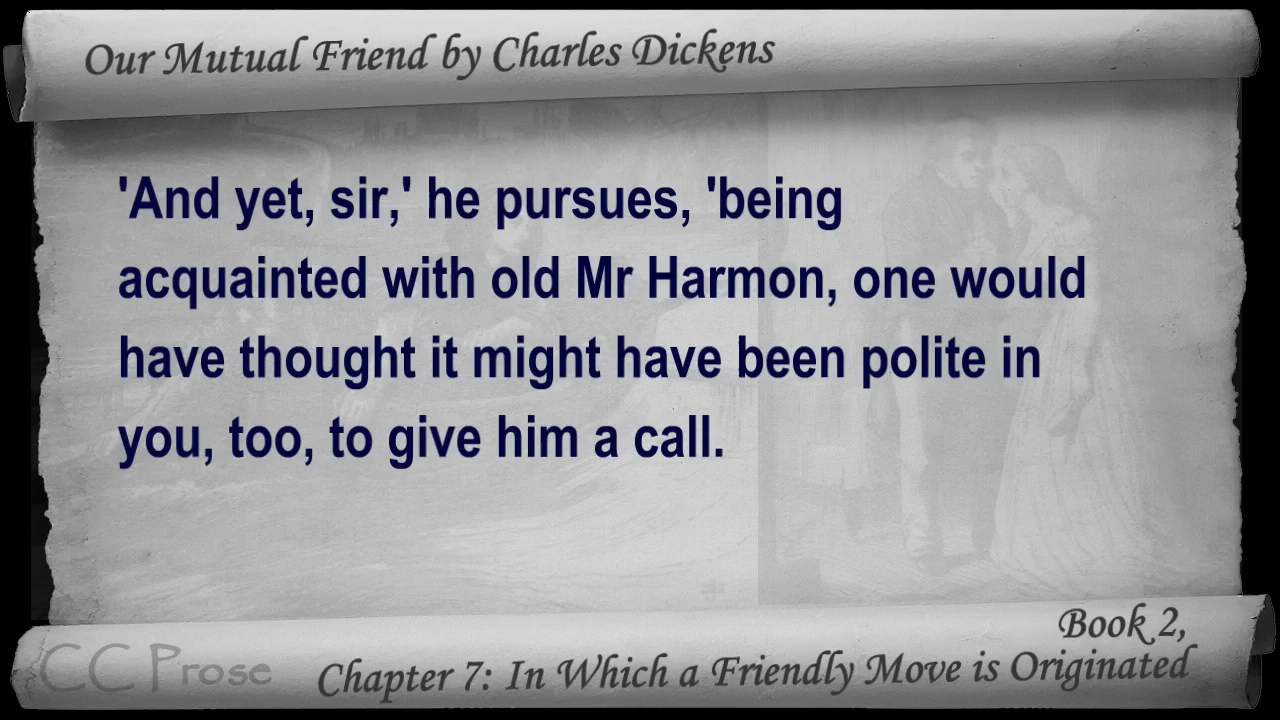 Our Mutual Friend by Charles Dickens
'And yet, sir,' he pursues, 'being
acquainted with old Mr Harmon, one would
have thought it might have been polite in
you, too, to give him a call.
Book 2,
Chapter 7: In Which a Friendly Move is Originated
CC Prose